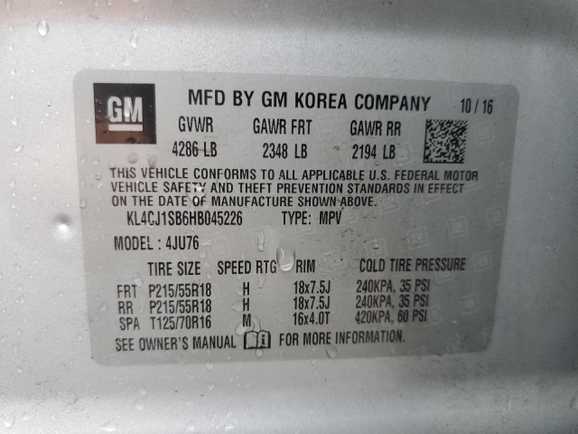 GM
MFD BY GM KOREA COMPANY 10 / 16
GVWR GAWR FRT GAWR RR
4286 LB 2348 LB 2194 LB
THIS VEHICLE CONFORMS TO ALL APPLICABLE U.S. FEDERAL MOTOR
VEHICLE SAFETY AND THEFT PREVENTION STANDARDS IN EFFECT
ON THE DATE OF MANUFACTURE SHOWN ABOVE.
KL4CJ1SB6HB045226 TYPE: MPV
MODEL : 4JU76
TIRE SIZE SPEED RTG RIM COLD TIRE PRESSURE
FRT P215/55R18 H 18x7.5J 240KPA, 35 PSI
RR P215/55R18 H 18x7.5J 240KPA, 35 PSI
SPA T125/70R16 M 16x4.0T 420KPA, 60 PSI
SEE OWNER'S MANUAL FOR MORE INFORMATION.